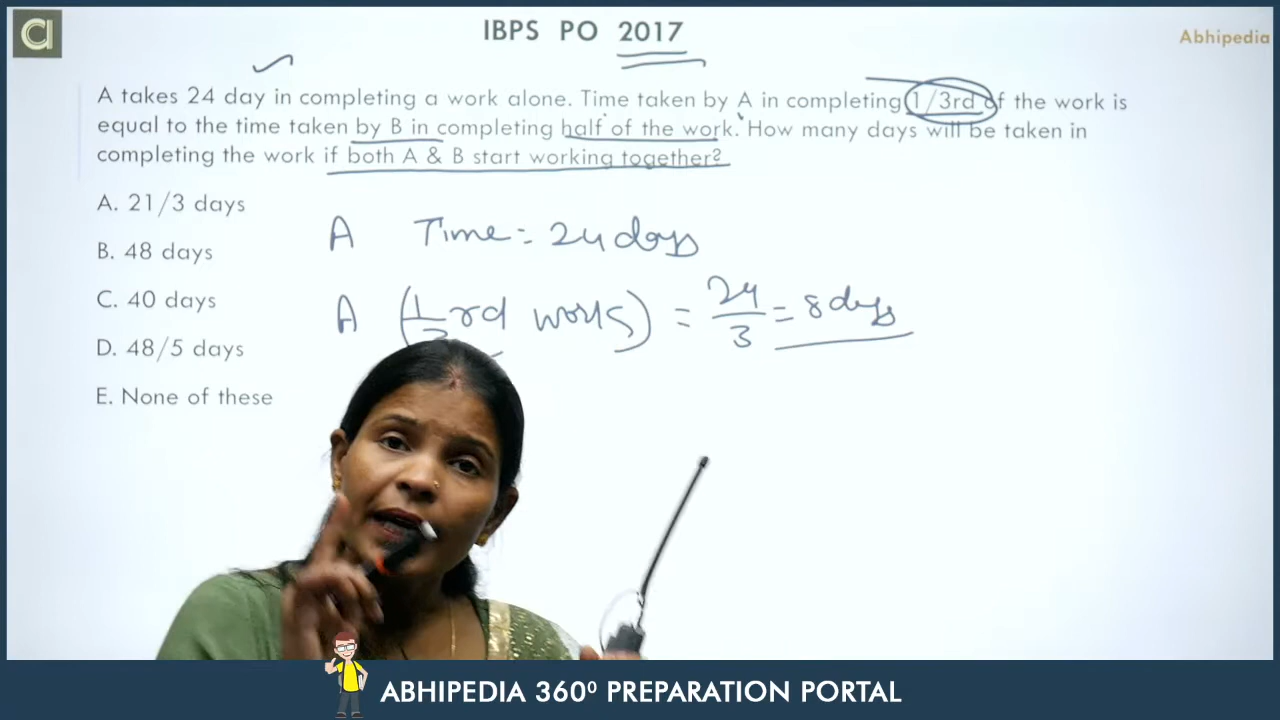 IBPS PO 2017
Abhipedia
A takes 24 day in completing a work alone. Time taken by A in completing 1/3rd of the work is
equal to the time taken by B in completing half of the work. How many days will be taken in
completing the work if both A & B start working together?
A. 21/3 days
B. 48 days
C. 40 days
D. 48/5 days
E. None of these
A Time = 24 days
A (1/3 rd work) = 24/3 = 8 days
ABHIPEDIA 360⁰ PREPARATION PORTAL